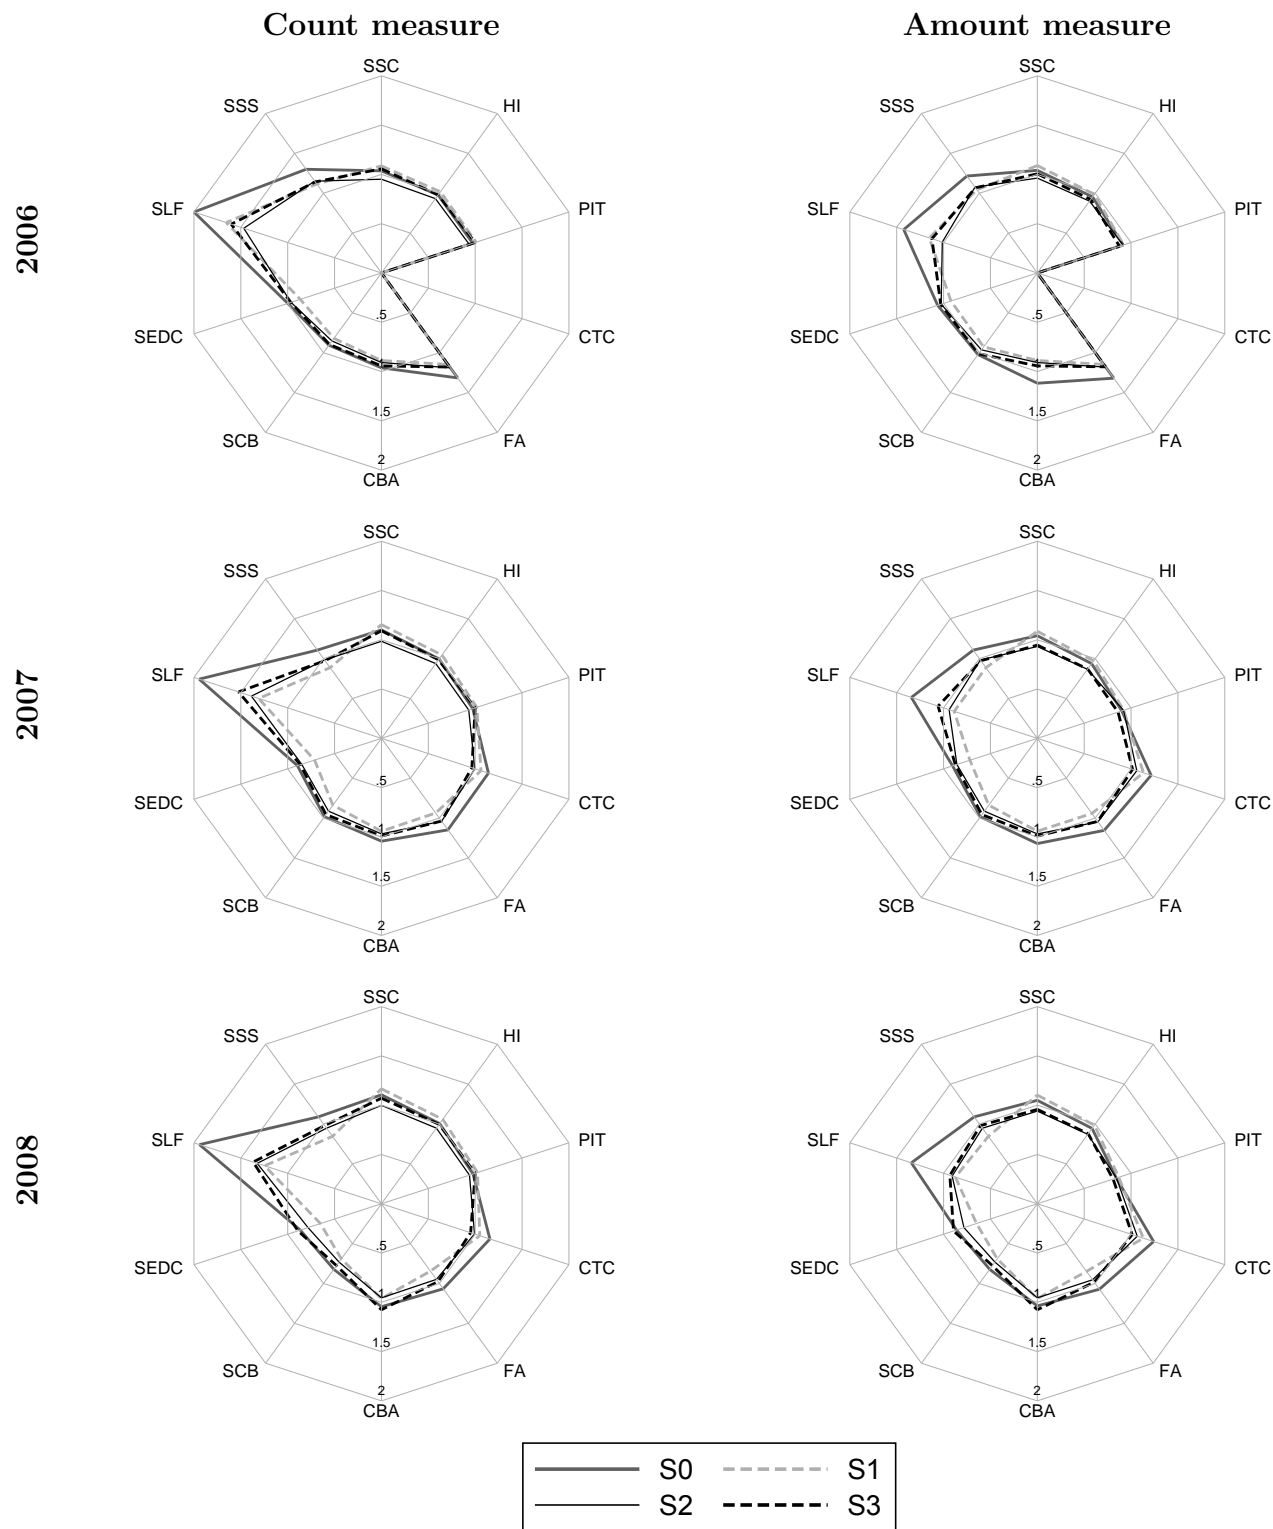 Count measure
Amount measure
2006
SSC
SSS
HI
SLF
PIT
SEDC
CTC
SCB
FA
CBA
.5
1
1.5
2
SSC
SSS
HI
SLF
PIT
SEDC
CTC
SCB
FA
CBA
.5
1
1.5
2
2007
SSC
SSS
HI
SLF
PIT
SEDC
CTC
SCB
FA
CBA
.5
1
1.5
2
SSC
SSS
HI
SLF
PIT
SEDC
CTC
SCB
FA
CBA
.5
1
1.5
2
2008
SSC
SSS
HI
SLF
PIT
SEDC
CTC
SCB
FA
CBA
.5
1
1.5
2
SSC
SSS
HI
SLF
PIT
SEDC
CTC
SCB
FA
CBA
.5
1
1.5
2
S0 S1
S2 S3